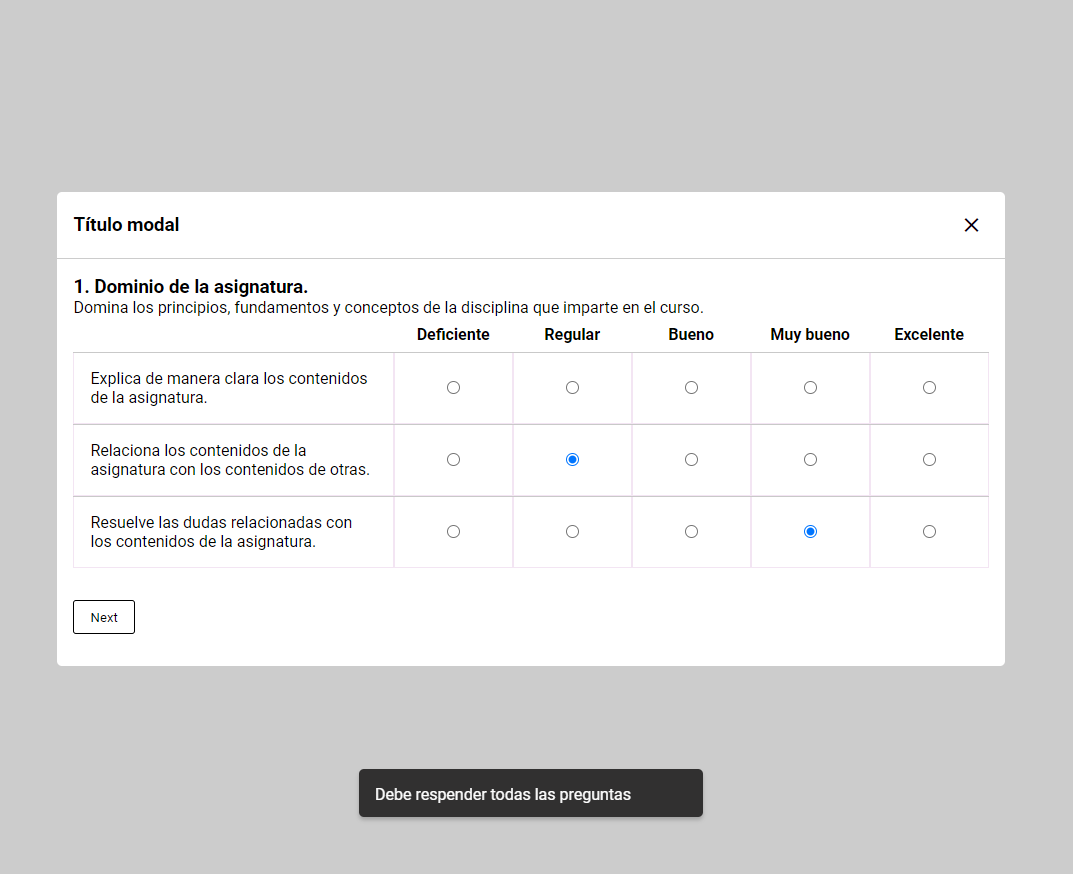 Título modal
1. Dominio de la asignatura.
Domina los principios, fundamentos y conceptos de la disciplina que imparte en el curso.
Deficiente Regular Bueno Muy bueno Excelente
Explica de manera clara los contenidos
de la asignatura.
Relaciona los contenidos de la
asignatura con los contenidos de otras.
Resuelve las dudas relacionadas con
los contenidos de la asignatura.
Next
Debe respender todas las preguntas